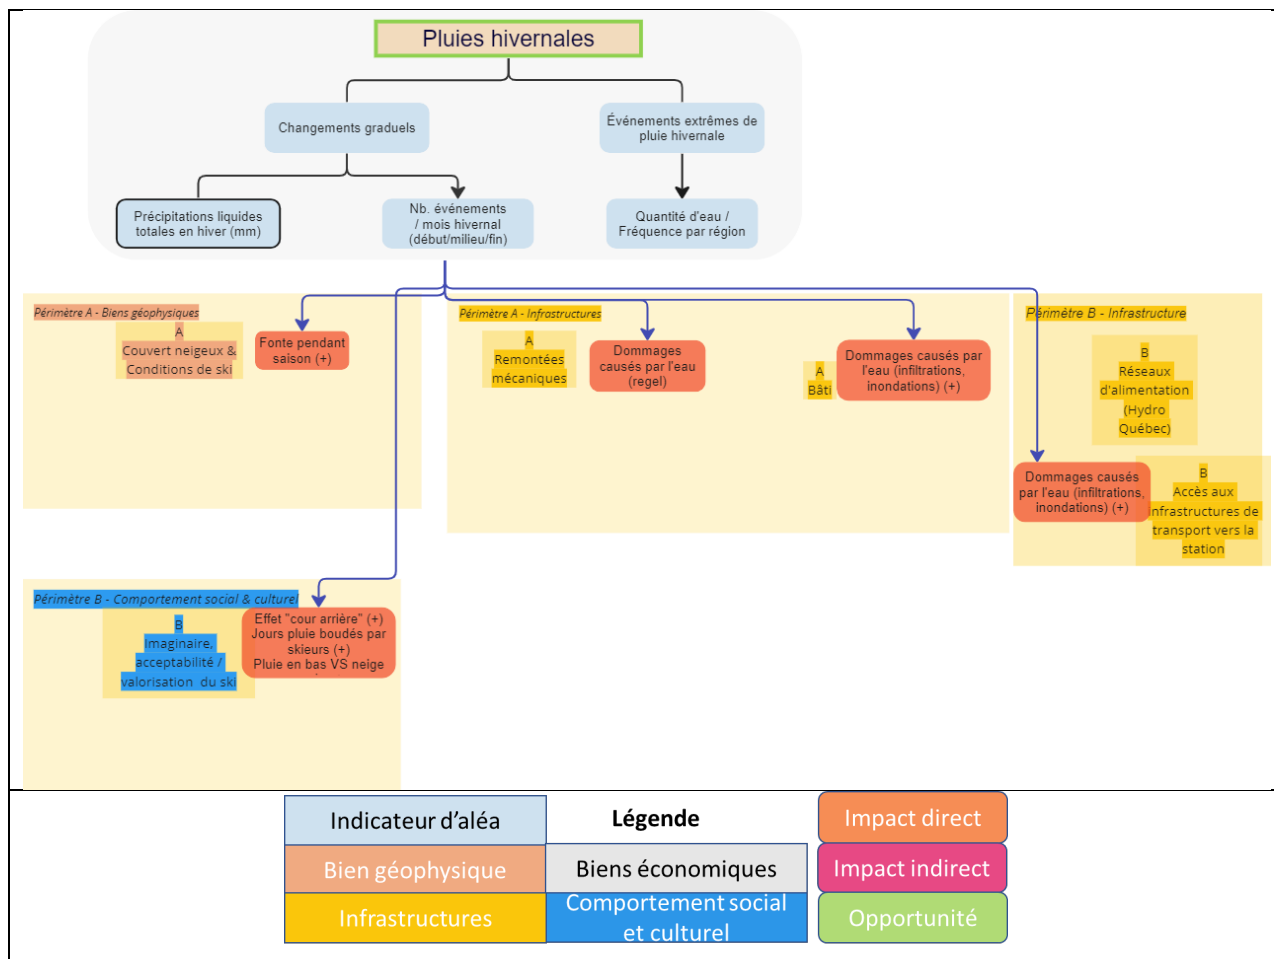 Pluies hivernales
Changements graduels
Événements extrêmes de
pluie hivernale
Précipitations liquides
totales en hiver (mm)
Nb. événements
/ mois hivernal
(début/milieu/fin)
Quantité d'eau /
Fréquence par région
Périmètre A - Biens géophysiques
A
Couvert neigeux &
Conditions de ski
Fonte pendant
saison (+)
Périmètre A - Infrastructures
A
Remontées
mécaniques
Dommages
causés par l'eau
(regel)
A
Bâti
Dommages causés par
l'eau (infiltrations,
inondations) (+)
Périmètre B - Infrastructure
B
Réseaux
d'alimentation
(Hydro
Québec)
Dommages causés
par l'eau (infiltrations,
inondations) (+)
B
Accès aux
infrastructures de
transport vers la
station
Périmètre B - Comportement social & culturel
B
Imaginaire,
acceptabilité /
valorisation du ski
Effet "cour arrière" (+)
Jours pluie boudés par
skieurs (+)
Pluie en bas VS neige
Légende
Indicateur d'aléa
Bien géophysique
Infrastructures
Biens économiques
Comportement social
et culturel
Impact direct
Impact indirect
Opportunité